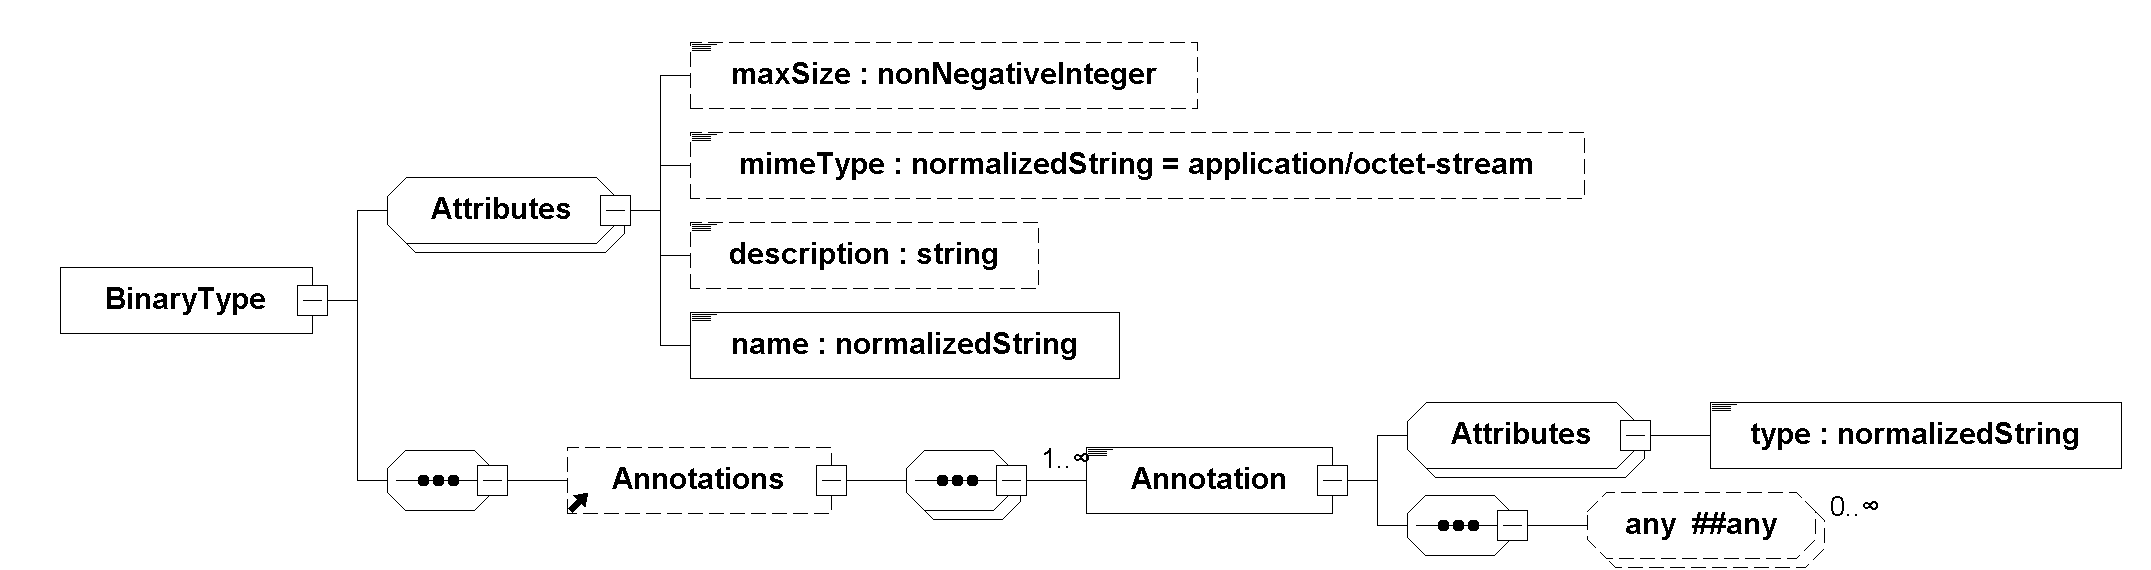 maxSize : nonNegativeInteger
mimeType : normalizedString = application/octet-stream
Attributes
description : string
BinaryType
name : normalizedString
Attributes
type : normalizedString
1..∞
Annotations
Annotation
0..∞
any ##any